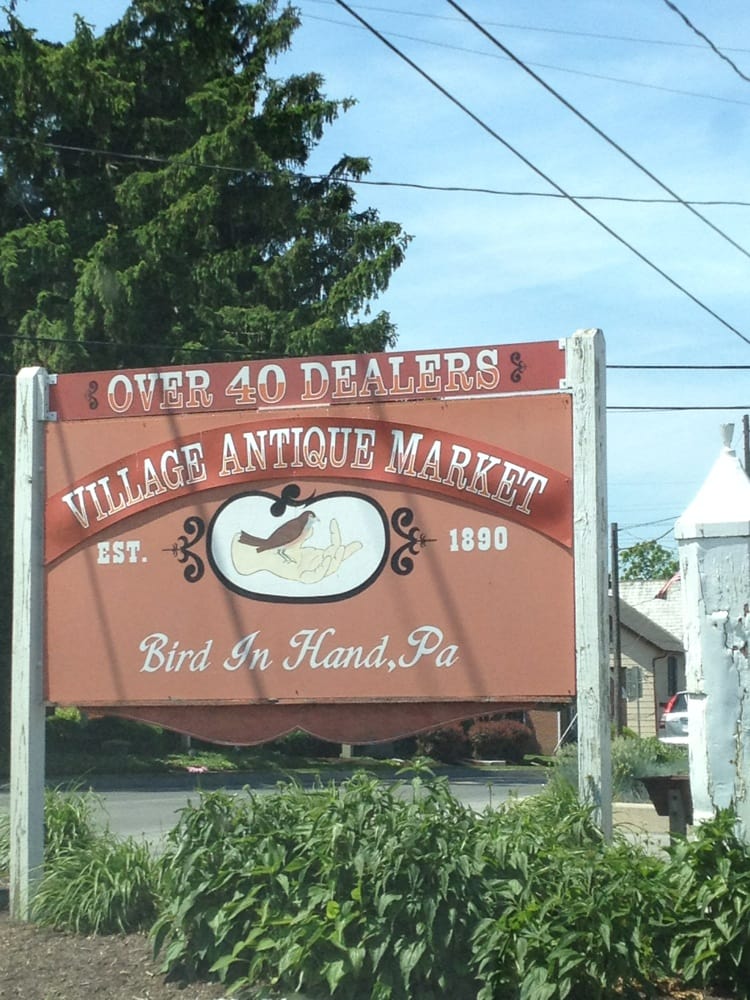 OVER 40 DEALERS
VILLAGE ANTIQUE MARKET
EST. 1890
Bird In Hand, Pa